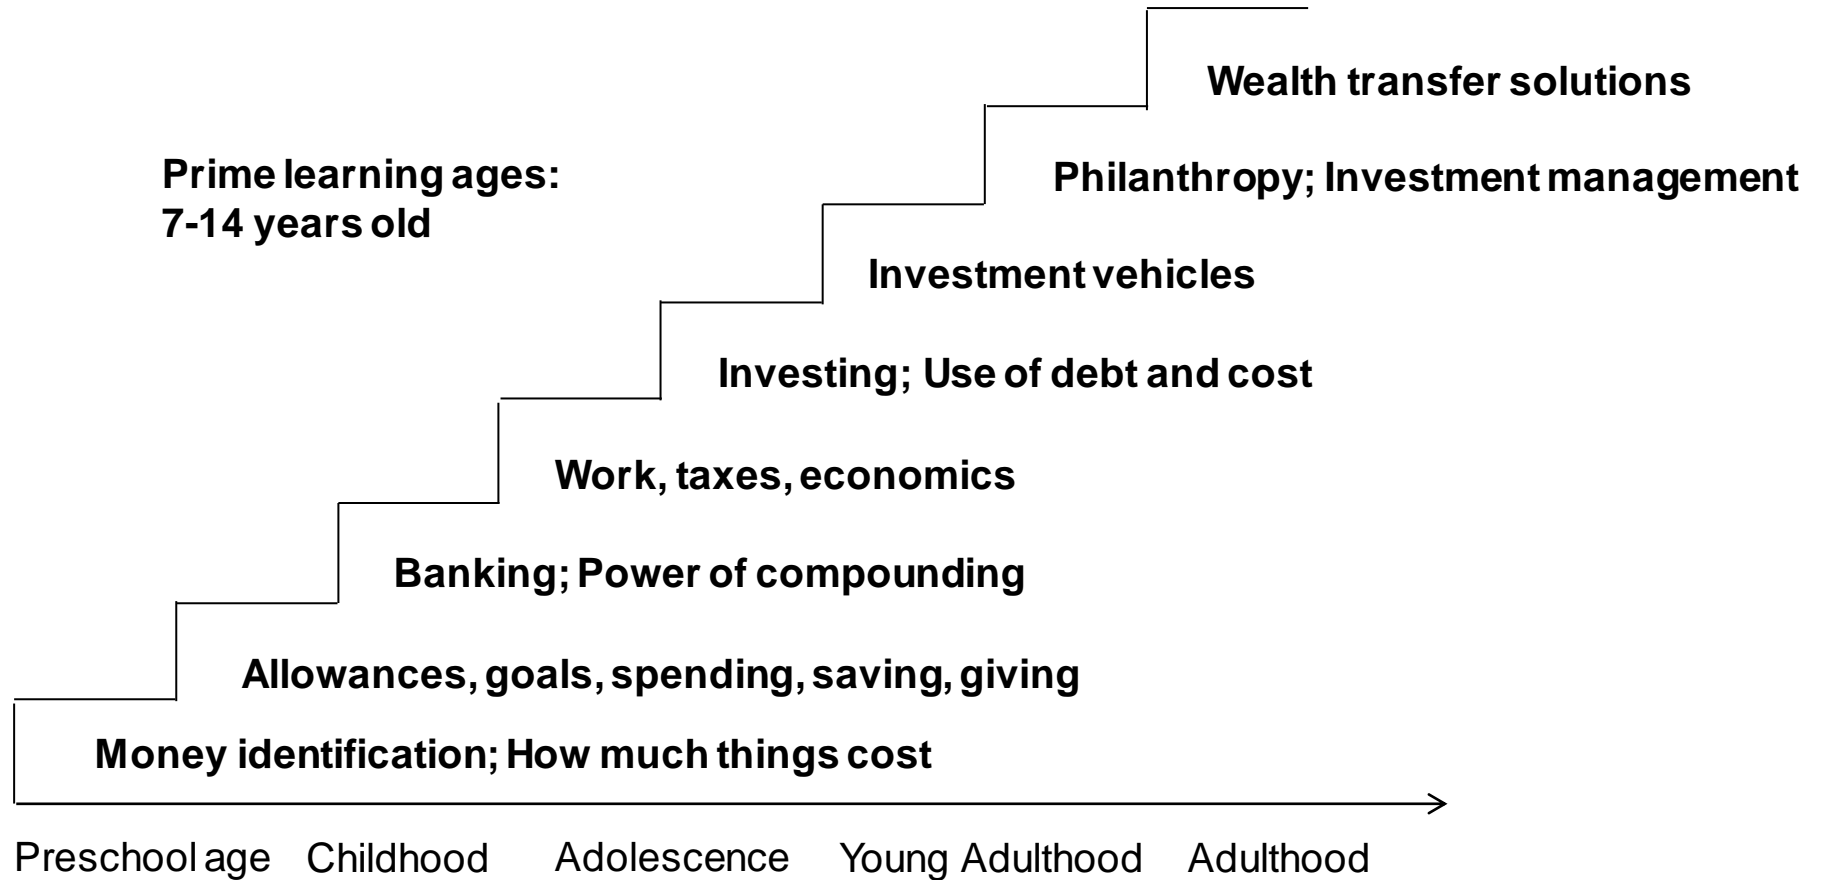 Wealth transfer solutions
Prime learning ages:
7-14 years old
Philanthropy; Investment management
Investment vehicles
Investing; Use of debt and cost
Work, taxes, economics
Banking; Power of compounding
Allowances, goals, spending, saving, giving
Money identification; How much things cost
Preschool age Childhood Adolescence Young Adulthood Adulthood